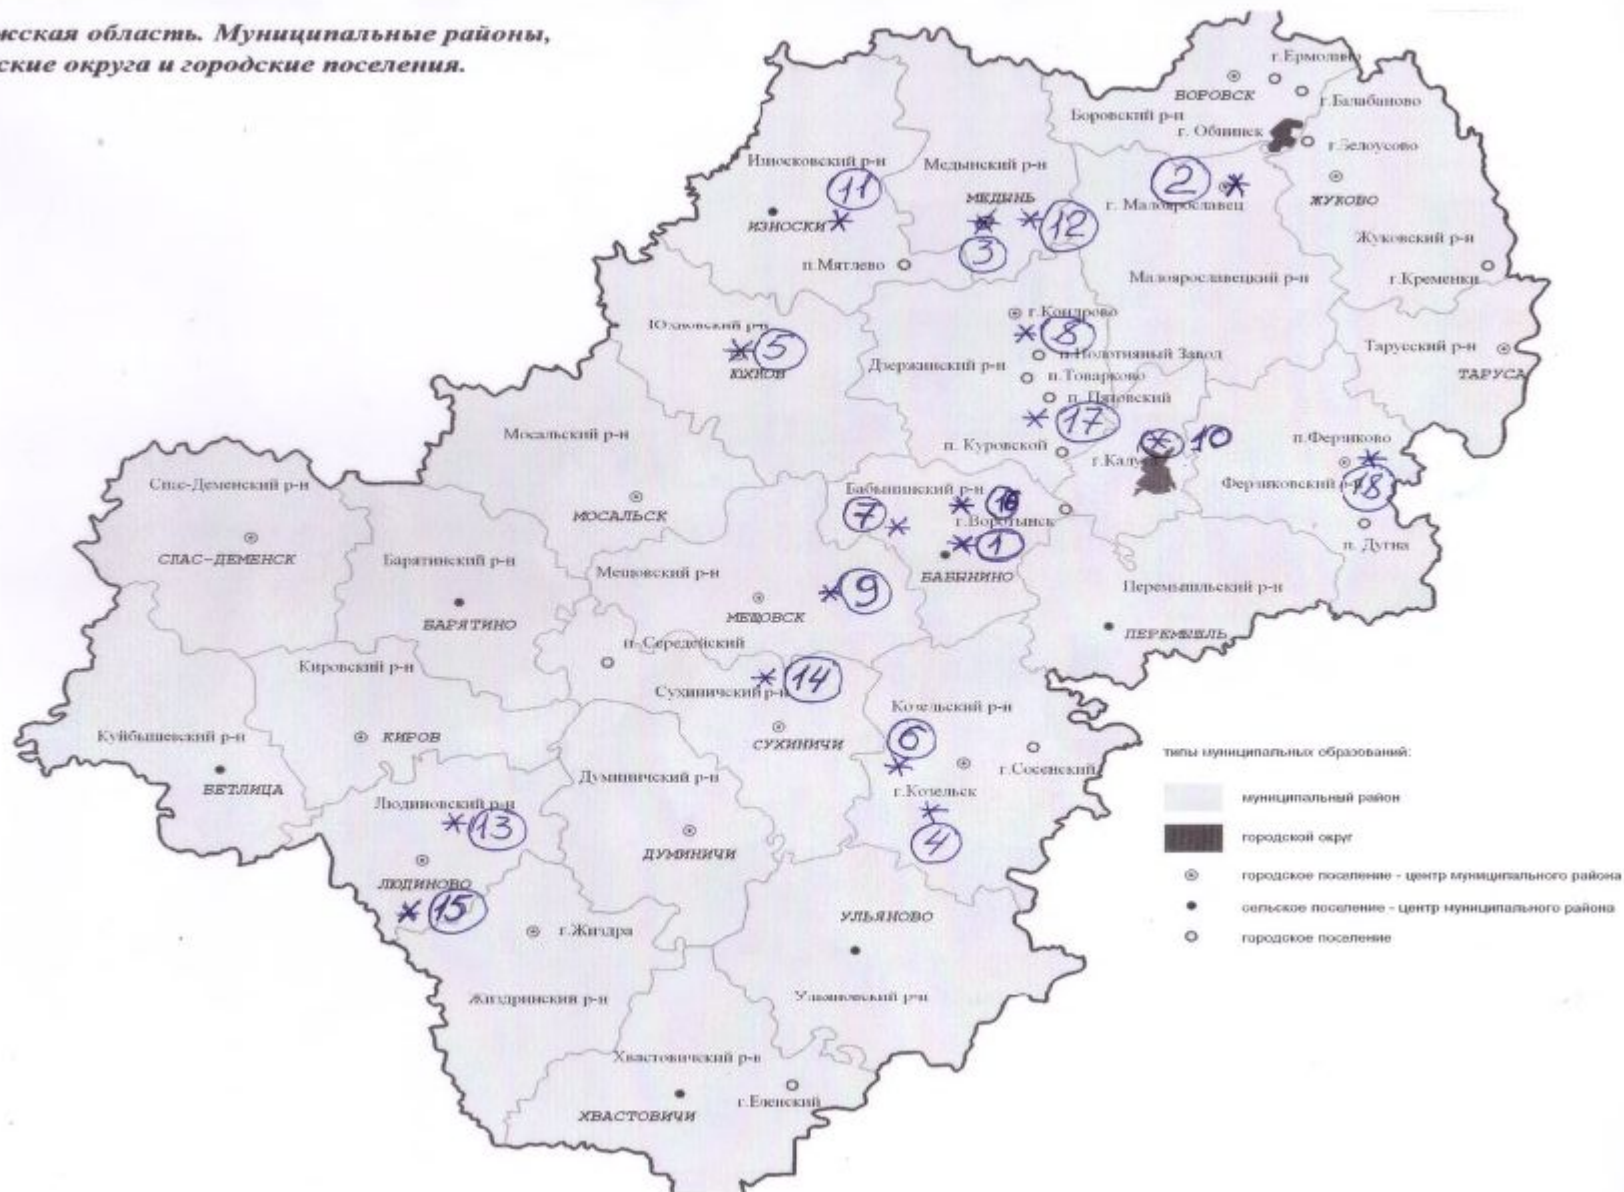 жская область. Муниципальные районы,
ские округа и городские поселения.
г.Ермолино
БОРОВСК
г.Балабаново
Боровский р-н
г. Обнинск
г.Белоусово
Износковский р-н
Медынский р-н
2
11
МЕДЫНЬ
г. Малоярославец
ЖУКОВО
ИЗНОСКИ
12
3
Жуковский р-н
п.Мятлево
Малоярославецкий р-н
г.Кременки
г.Кондрово
Юхновский р-н
8
5
п.Полотняный Завод
Тарусский р-н
Дзержинский р-н
ЮХНОВ
п.Товарково
ТАРУСА
п. Пятовский
17
Мосальский р-н
10
п.Ферзиково
п. Куровской
г.Калуга
Спас-Деменский р-н
Бабынинский р-н
Ферзиковский р-н
18
16
7
МОСАЛЬСК
г.Воротынск
1
п. Дугна
СПАС-ДЕМЕНСК
Барятинский р-н
Мещовский р-н
БАБЫНИНО
Перемышльский р-н
9
МЕЩОВСК
БАРЯТИНО
ПЕРЕМЫШЛЬ
п. Середейский
Кировский р-н
14
Сухиничский р-н
Козельский р-н
Куйбышевский р-н
КИРОВ
СУХИНИЧИ
6
г.Сосенский
Думиничский р-н
БЕТЛИЦА
г.Козельск
Людиновский р-н
13
4
ДУМИНИЧИ
ЛЮДИНОВО
15
УЛЬЯНОВО
г.Жиздра
Жиздринский р-н
Ульяновский р-н
Хвастовичский р-н
г.Еленский
ХВАСТОВИЧИ
типы муниципальных образований:
муниципальный район
городской округ
городское поселение - центр муниципального района
сельское поселение - центр муниципального района
городское поселение